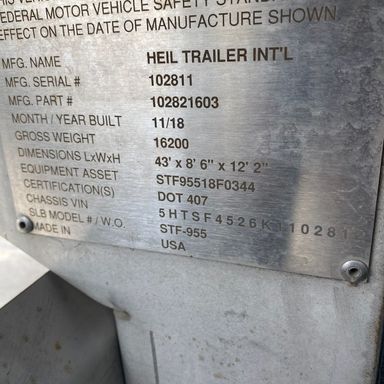 FEDERAL MOTOR VEHICLE SAFETY
EFFECT ON THE DATE OF MANUFACTURE SHOWN
MFG. NAME HEIL TRAILER INT'L
MFG. SERIAL # 102811
MFG. PART # 102821603
MONTH / YEAR BUILT 11/18
GROSS WEIGHT 16200
DIMENSIONS LxWxH 43' x 8' 6" x 12' 2"
EQUIPMENT ASSET STF95518F0344
CERTIFICATION(S) DOT 407
CHASSIS VIN
SLB MODEL # / W.O. STF-955
MADE IN USA